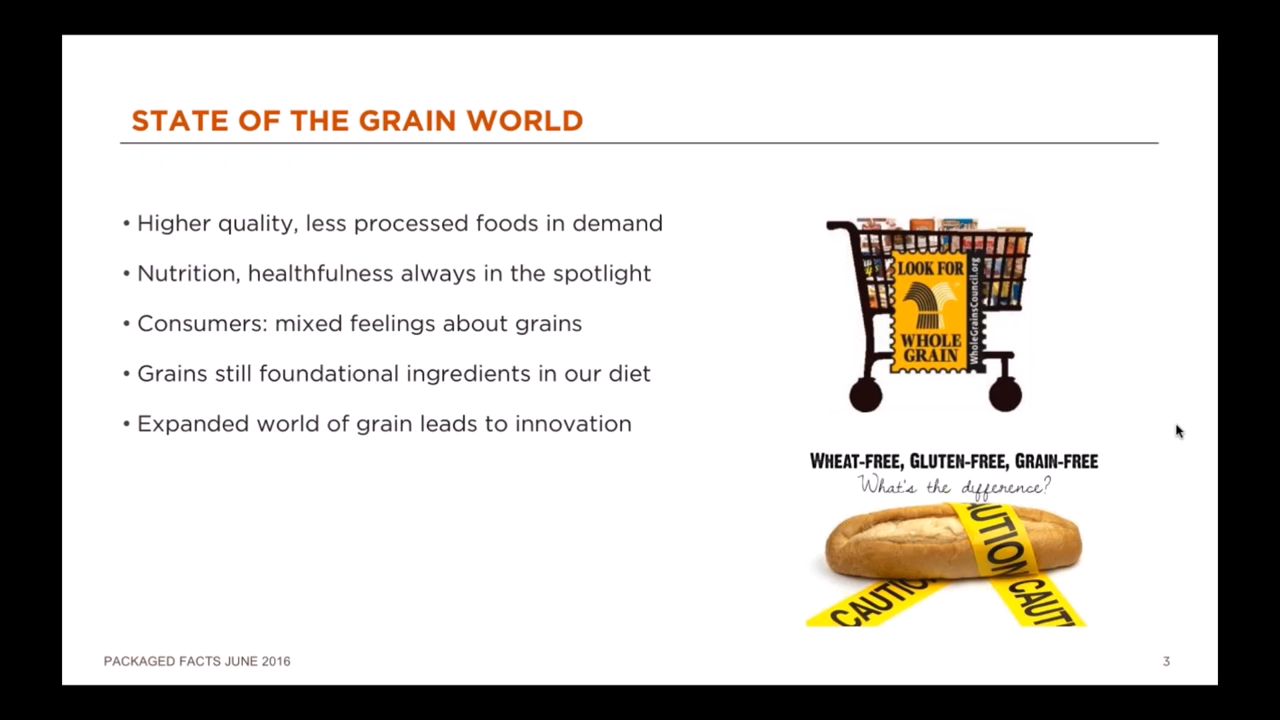 STATE OF THE GRAIN WORLD
• Higher quality, less processed foods in demand
• Nutrition, healthfulness always in the spotlight
• Consumers: mixed feelings about grains
• Grains still foundational ingredients in our diet
• Expanded world of grain leads to innovation
LOOK FOR
WHOLE
GRAIN
WholeGrainsCouncil.org
WHEAT-FREE, GLUTEN-FREE, GRAIN-FREE
What's the difference?
AUTION
CAUTIO
CAUTI
PACKAGED FACTS JUNE 2016
3